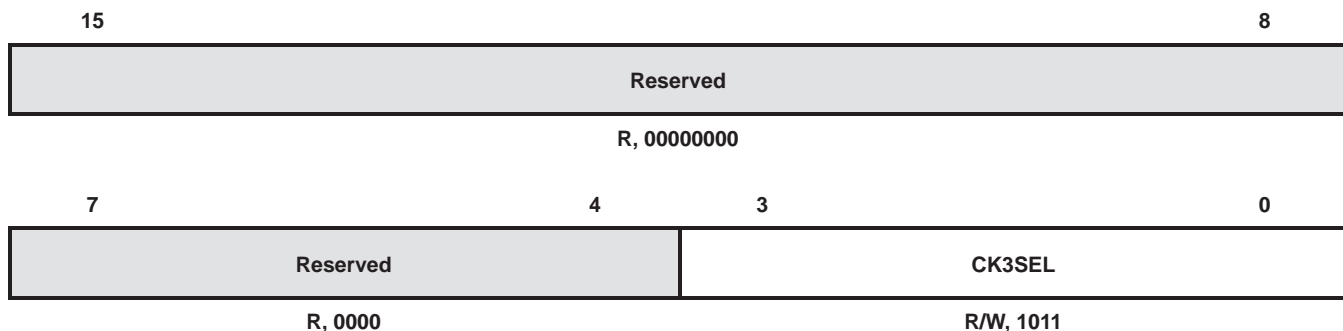 15 8
Reserved
R, 00000000
7 4 3 0
Reserved CK3SEL
R, 0000 R/W, 1011